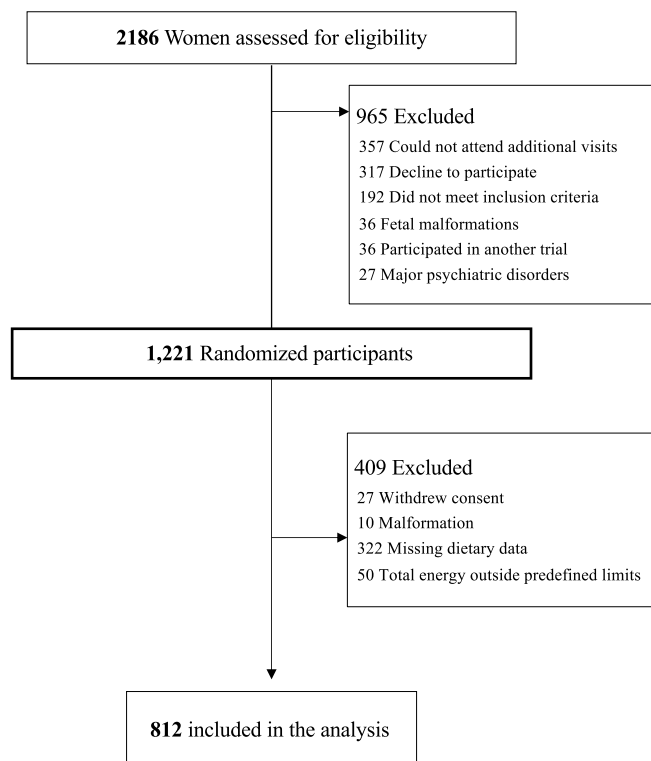 2186 Women assessed for eligibility
965 Excluded
357 Could not attend additional visits
317 Decline to participate
192 Did not meet inclusion criteria
36 Fetal malformations
36 Participated in another trial
27 Major psychiatric disorders
1,221 Randomized participants
409 Excluded
27 Withdrew consent
10 Malformation
322 Missing dietary data
50 Total energy outside predefined limits
812 included in the analysis